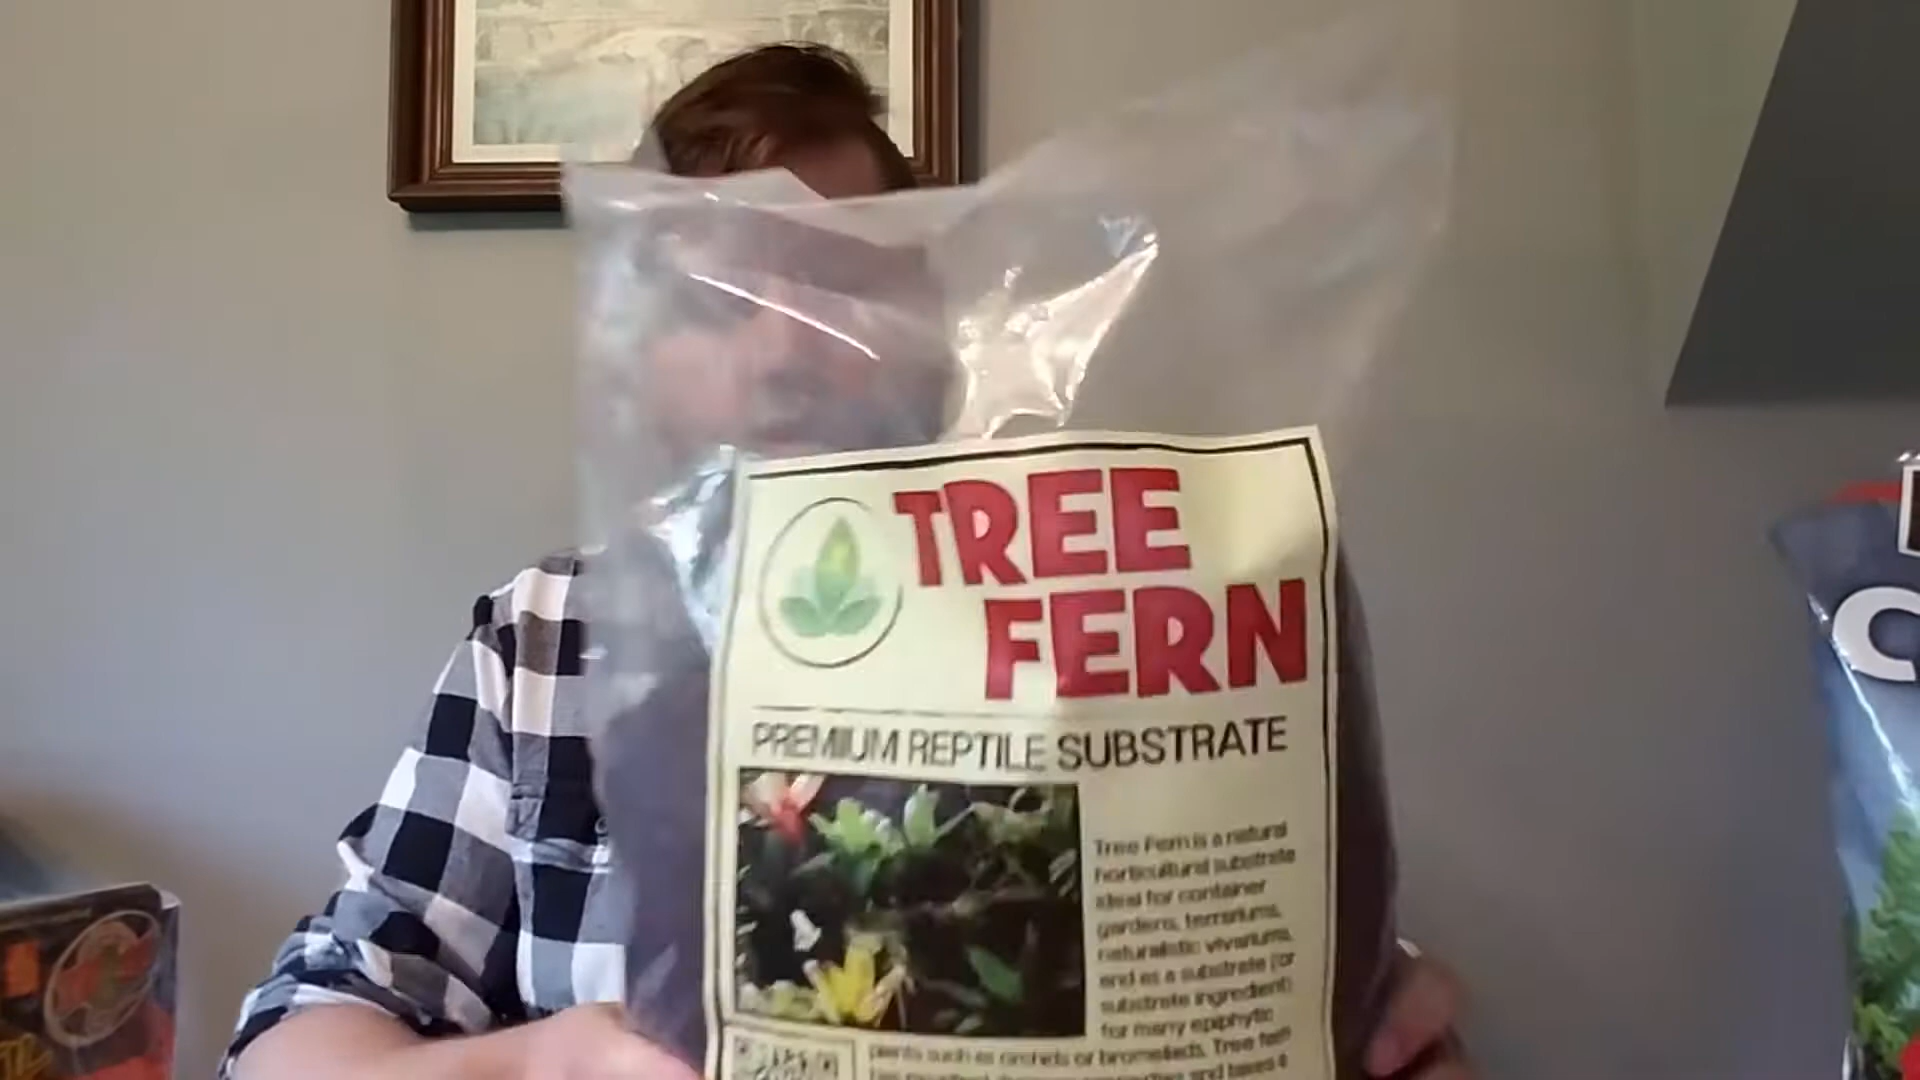 TREE
FERN
PREMIUM REPTILE SUBSTRATE
Tree Fern is a natural
horticultural substrate
ideal for container
gardens, terrariums,
naturalistic vivariums,
and as a substrate (or
substrate ingredient)
for many epiphytic
plants such as orchids or bromeliads. Tree fern
C